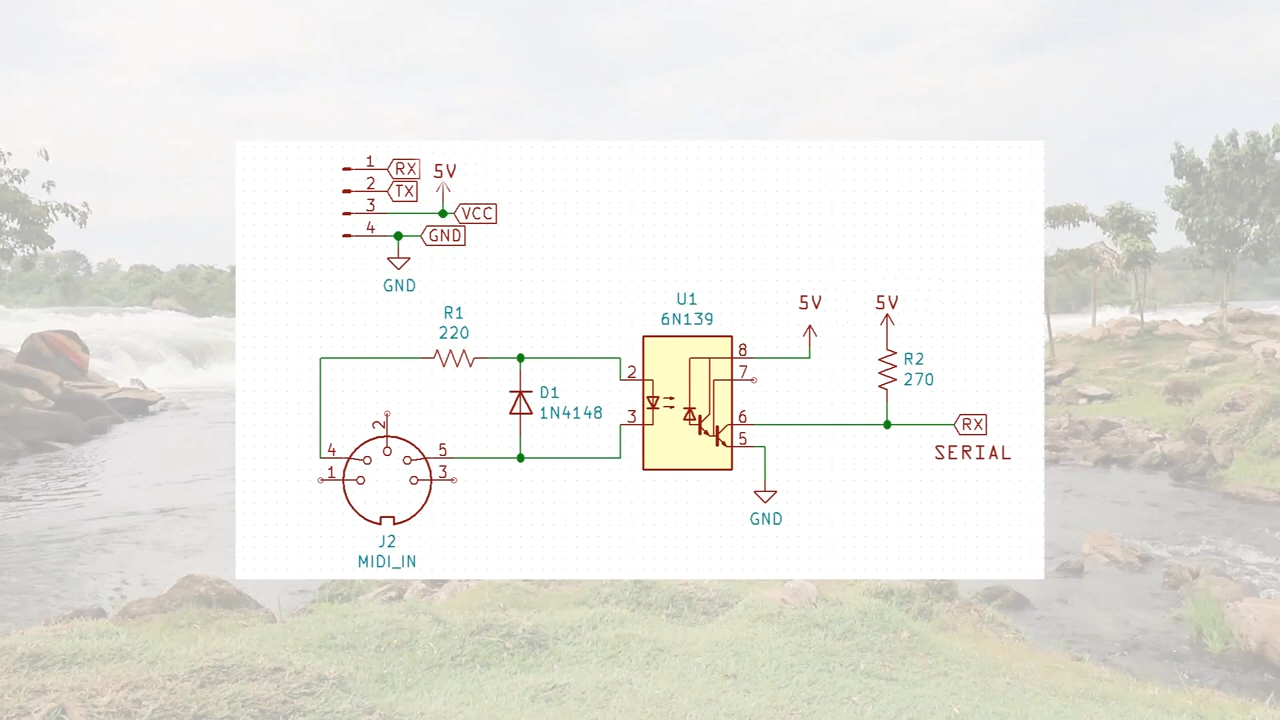 1 RX
2 TX
3 VCC
4 GND
5V
GND
R1
220
D1
1N4148
U1
6N139
2
3
8
7
6
5
5V
5V
R2
270
RX
SERIAL
GND
2
4
5
1
3
J2
MIDI_IN